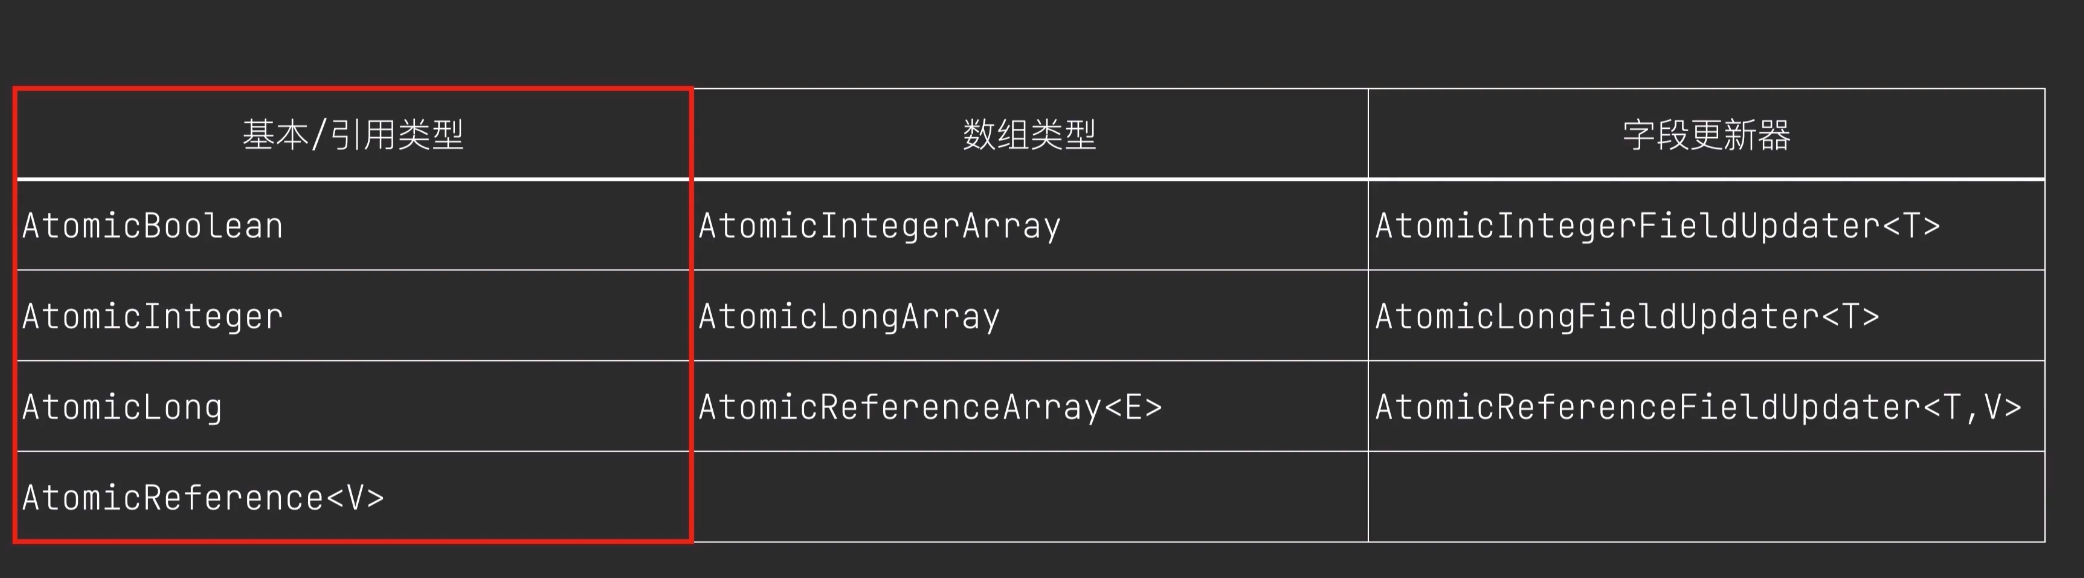 基本/引用类型 数组类型 字段更新器
AtomicBoolean AtomicIntegerArray AtomicIntegerFieldUpdater<T>
AtomicInteger AtomicLongArray AtomicLongFieldUpdater<T>
AtomicLong AtomicReferenceArray<E> AtomicReferenceFieldUpdater<T,V>
AtomicReference<V>